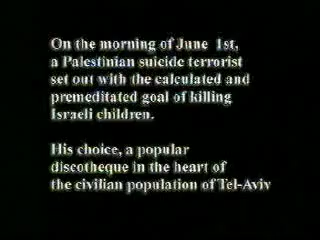 On the morning of June 1st,
a Palestinian suicide terrorist
set out with the calculated and
premeditated goal of killing
Israeli children.
His choice, a popular
discotheque in the heart of
the civilian population of Tel-Aviv